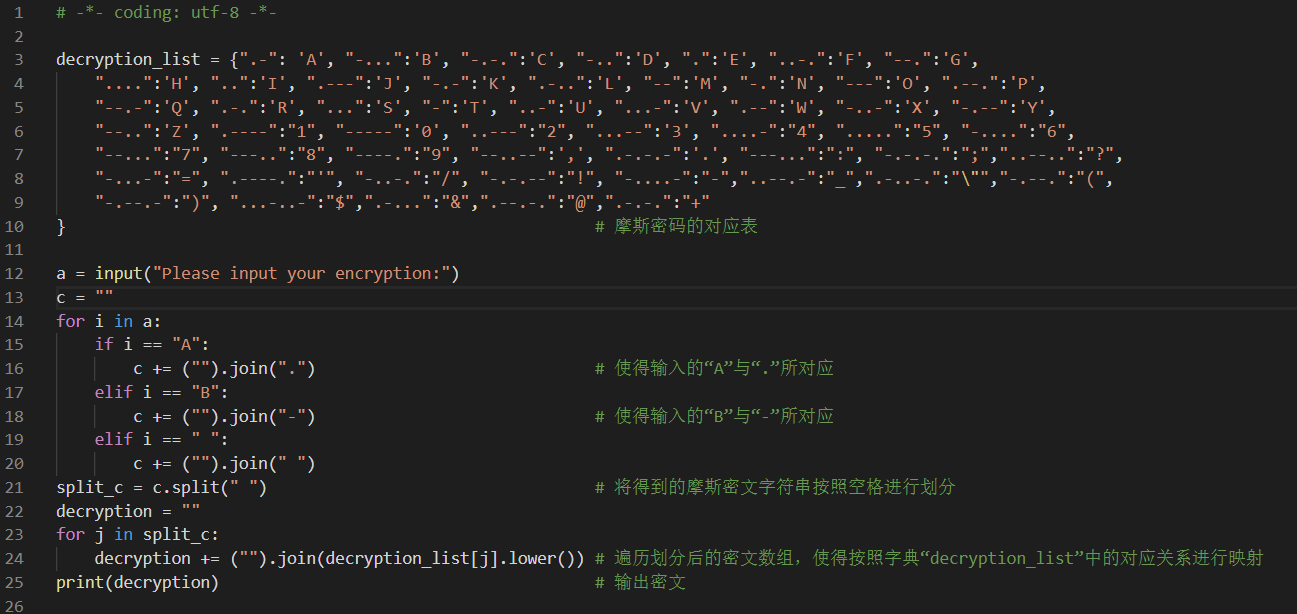 1 # -*- coding: utf-8 -*-
2
3 decryption_list = {".-": 'A', "-...":'B', "-.-.":'C', "-..":'D', ".":'E', "..-.":'F', "--.":'G',
4     "....":'H', "..":'I', ".---":'J', "-.-":'K', ".-..":'L', "--":'M', "-.":'N', "---":'O', ".--.":'P',
5     "--.-":'Q', ".-.":'R', "...":'S', "-":'T', "..-":'U', "...-":'V', ".--":'W', "-..-":'X', "-.--":'Y',
6     "--..":'Z', ".----":"1", "-----":'0', "..---":"2", "...--":'3', "....-":"4", ".....":"5", "-....":"6",
7     "--...":"7", "---..":"8", "----.":"9", "--..--":',', ".-.-.-":'.', "---...":":", "-.-.-.":";","..--..":"?",
8     "-...-":"=", ".----.":"'", "-..-.":"/", "-.-.--":"!", "-....-":"-","..--.-":"_",".-..-.":"\"","-.--.":"(",
9     "-.--.-":")", "...-..-":"$",".-...":"&",".--.-.":"@",".-.-.":"+"
10 } # 摩斯密码的对应表
11
12 a = input("Please input your encryption:")
13 c = ""
14 for i in a:
15     if i == "A":
16         c += ("").join(".") # 使得输入的“A”与“.”所对应
17     elif i == "B":
18         c += ("").join("-") # 使得输入的“B”与“-”所对应
19     elif i == " ":
20         c += ("").join(" ")
21 split_c = c.split(" ") # 将得到的摩斯密文字符串按照空格进行划分
22 decryption = ""
23 for j in split_c:
24     decryption += ("").join(decryption_list[j].lower()) # 遍历划分后的密文数组，使得按照字典“decryption_list”中的对应关系进行映射
25 print(decryption) # 输出密文
26